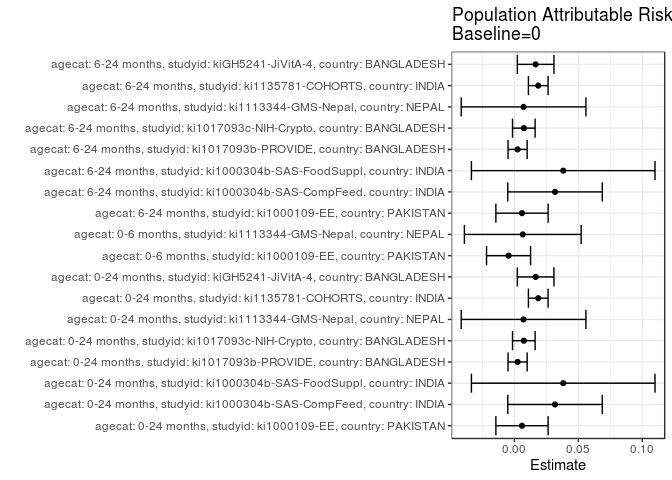 Population Attributable Risk
Baseline=0
agecat: 6-24 months, studyid: kiGH5241-JiVitA-4, country: BANGLADESH
agecat: 6-24 months, studyid: ki1135781-COHORTS, country: INDIA
agecat: 6-24 months, studyid: ki1113344-GMS-Nepal, country: NEPAL
agecat: 6-24 months, studyid: ki1017093c-NIH-Crypto, country: BANGLADESH
agecat: 6-24 months, studyid: ki1017093b-PROVIDE, country: BANGLADESH
agecat: 6-24 months, studyid: ki1000304b-SAS-FoodSuppl, country: INDIA
agecat: 6-24 months, studyid: ki1000304b-SAS-CompFeed, country: INDIA
agecat: 6-24 months, studyid: ki1000109-EE, country: PAKISTAN
agecat: 0-6 months, studyid: ki1113344-GMS-Nepal, country: NEPAL
agecat: 0-6 months, studyid: ki1000109-EE, country: PAKISTAN
agecat: 0-24 months, studyid: kiGH5241-JiVitA-4, country: BANGLADESH
agecat: 0-24 months, studyid: ki1135781-COHORTS, country: INDIA
agecat: 0-24 months, studyid: ki1113344-GMS-Nepal, country: NEPAL
agecat: 0-24 months, studyid: ki1017093c-NIH-Crypto, country: BANGLADESH
agecat: 0-24 months, studyid: ki1017093b-PROVIDE, country: BANGLADESH
agecat: 0-24 months, studyid: ki1000304b-SAS-FoodSuppl, country: INDIA
agecat: 0-24 months, studyid: ki1000304b-SAS-CompFeed, country: INDIA
agecat: 0-24 months, studyid: ki1000109-EE, country: PAKISTAN
0.00 0.05 0.10
Estimate